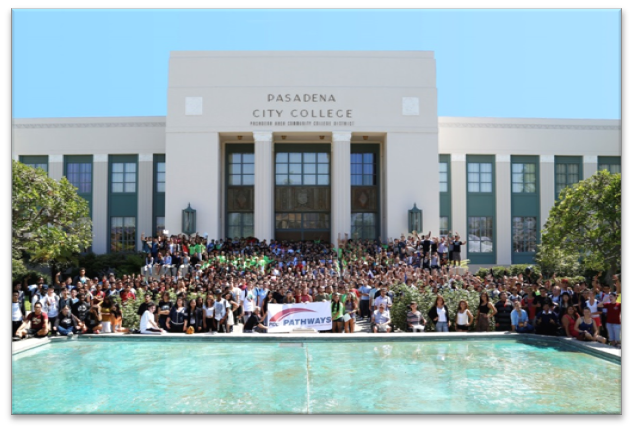 PASADENA
CITY COLLEGE
PASADENA AREA COMMUNITY COLLEGE DISTRICT
PATHWAYS